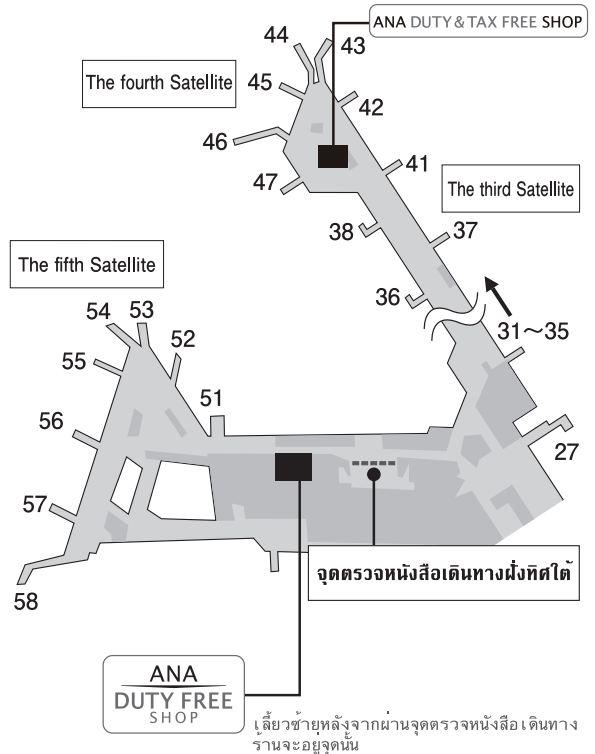 ANA DUTY & TAX FREE SHOP
44
43
The fourth Satellite
45
42
46
41
47
The third Satellite
38
37
The fifth Satellite
36
54
53
52
31～35
55
51
56
27
57
จุดตรวจหนังสือเดินทางฝั่งทิศใต้
58
ANA
DUTY FREE
SHOP
เลี้ยวซ้ายหลังจากผ่านจุดตรวจหนังสือเดินทาง
ร้านจะอยู่จุดนั้น